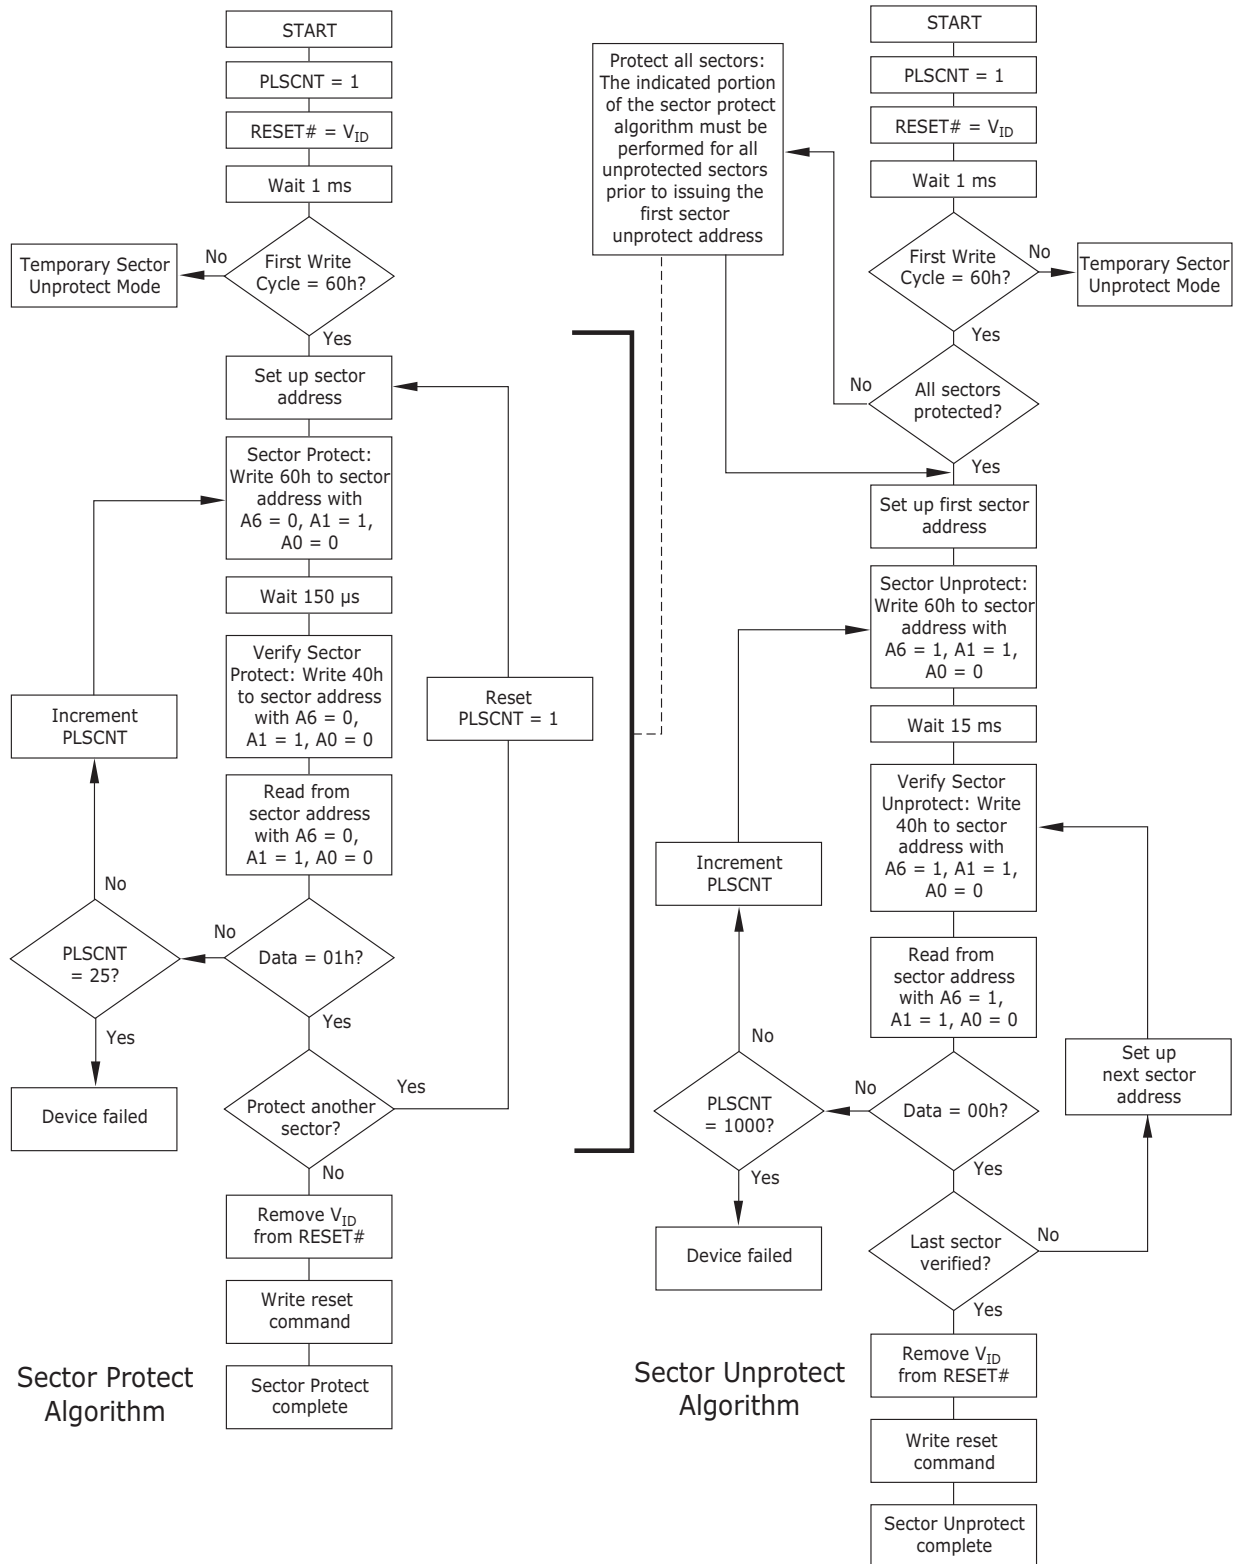 START
PLSCNT = 1
RESET# = VID
Wait 1 ms
First Write
Cycle = 60h?
No
Temporary Sector
Unprotect Mode
Yes
Set up sector
address
Sector Protect:
Write 60h to sector
address with
A6 = 0, A1 = 1,
A0 = 0
Wait 150 µs
Verify Sector
Protect: Write 40h
to sector address
with A6 = 0,
A1 = 1, A0 = 0
Reset
PLSCNT = 1
Increment
PLSCNT
Read from
sector address
with A6 = 0,
A1 = 1, A0 = 0
No
PLSCNT
= 25?
No
Data = 01h?
Yes
Yes
Device failed
Protect another
sector?
Yes
No
Remove VID
from RESET#
Write reset
command
Sector Protect
complete
Sector Protect
Algorithm
Protect all sectors:
The indicated portion
of the sector protect
algorithm must be
performed for all
unprotected sectors
prior to issuing the
first sector
unprotect address
START
PLSCNT = 1
RESET# = VID
Wait 1 ms
First Write
Cycle = 60h?
No
Temporary Sector
Unprotect Mode
Yes
No
All sectors
protected?
Yes
Set up first sector
address
Sector Unprotect:
Write 60h to sector
address with
A6 = 1, A1 = 1,
A0 = 0
Wait 15 ms
Verify Sector
Unprotect: Write
40h to sector
address with
A6 = 1, A1 = 1,
A0 = 0
Increment
PLSCNT
Read from
sector address
with A6 = 1,
A1 = 1, A0 = 0
No
PLSCNT
= 1000?
No
Data = 00h?
Set up
next sector
address
Yes
Yes
Device failed
Last sector
verified?
No
Yes
Remove VID
from RESET#
Write reset
command
Sector Unprotect
complete
Sector Unprotect
Algorithm